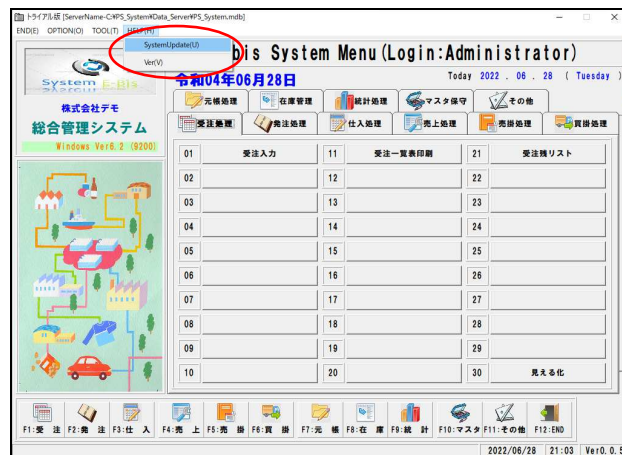 トライアル版 [ServerName-C:¥PS_System¥Data_Server¥PS_System.mdb]
END(E) OPTION(O) TOOL(T) HELP(H)
SystemUpdate(U)
Ver(V)
bis System Menu(Login:Administrator)
System E-Bis
令和04年06月28日
Today 2022 . 06 . 28 ( Tuesday )
株式会社デモ
総合管理システム
Windows Ver6.2 (9200)
元帳処理 在庫管理 統計処理 マスタ保守 その他
受注処理 発注処理 仕入処理 売上処理 売掛処理 買掛処理
01 受注入力 11 受注一覧表印刷 21 受注残リスト
02 12 22
03 13 23
04 14 24
05 15 25
06 16 26
07 17 27
08 18 28
09 19 29
10 20 30 見える化
F1:受 注 F2:発 注 F3:仕 入 F4:売 上 F5:売 掛 F6:買 掛 F7:元 帳 F8:在 庫 F9:統 計 F10:マスタ F11:その他 F12:END
2022/06/28 21:03 Ver0.0.5